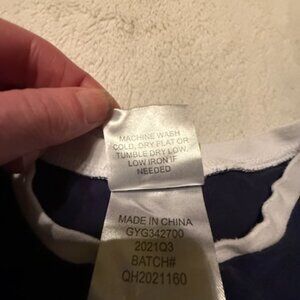 MACHINE WASH
COLD, DRY FLAT OR
TUMBLE DRY LOW.
LOW IRON IF
NEEDED
MADE IN CHINA
GYG342700
2021Q3
BATCH#
QH2021160